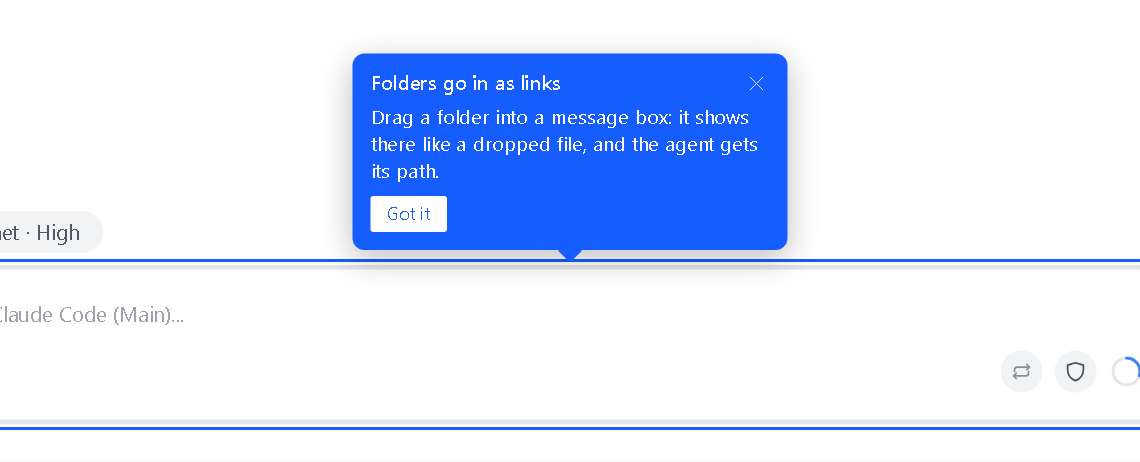 Folders go in as links
Drag a folder into a message box: it shows
there like a dropped file, and the agent gets
its path.
Got it
· High
Claude Code (Main)...